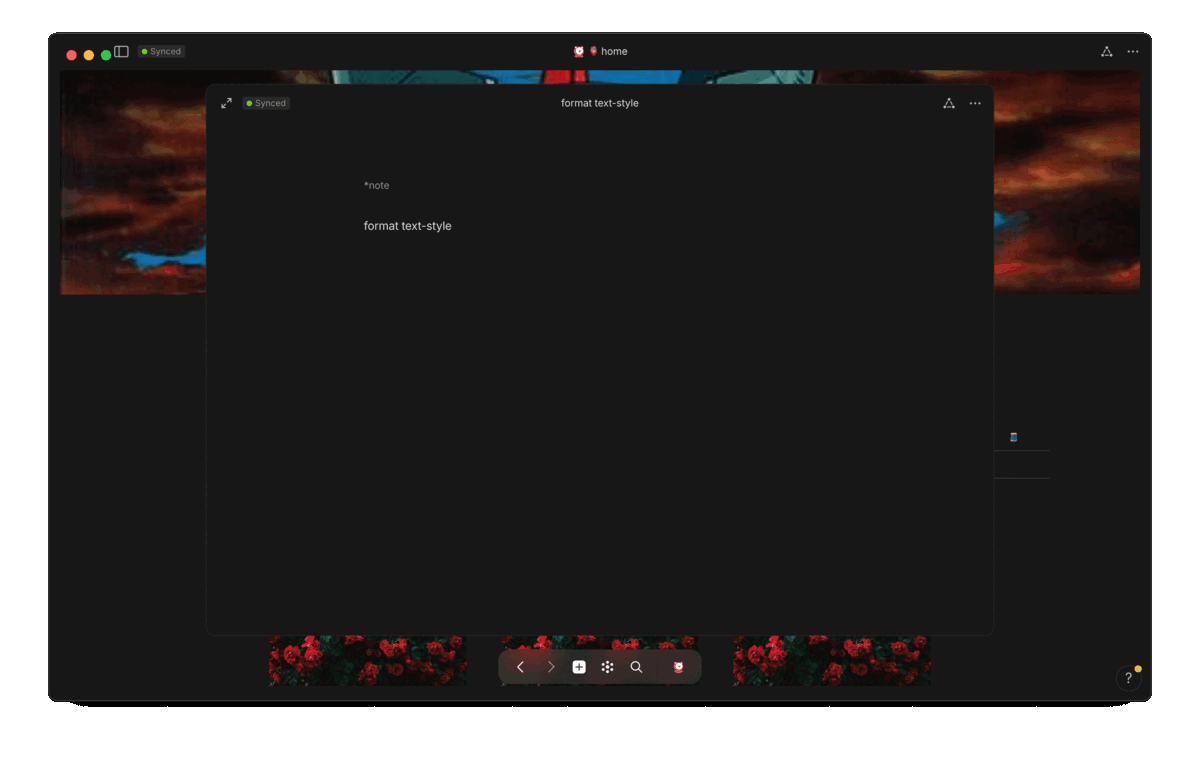 Synced
home
Synced
format text-style
*note
format text-style
?